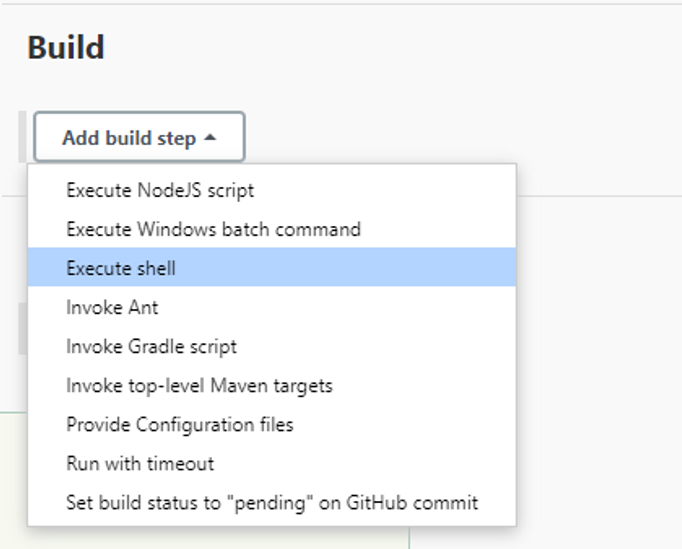 Build
Add build step
Execute NodeJS script
Execute Windows batch command
Execute shell
Invoke Ant
Invoke Gradle script
Invoke top-level Maven targets
Provide Configuration files
Run with timeout
Set build status to "pending" on GitHub commit